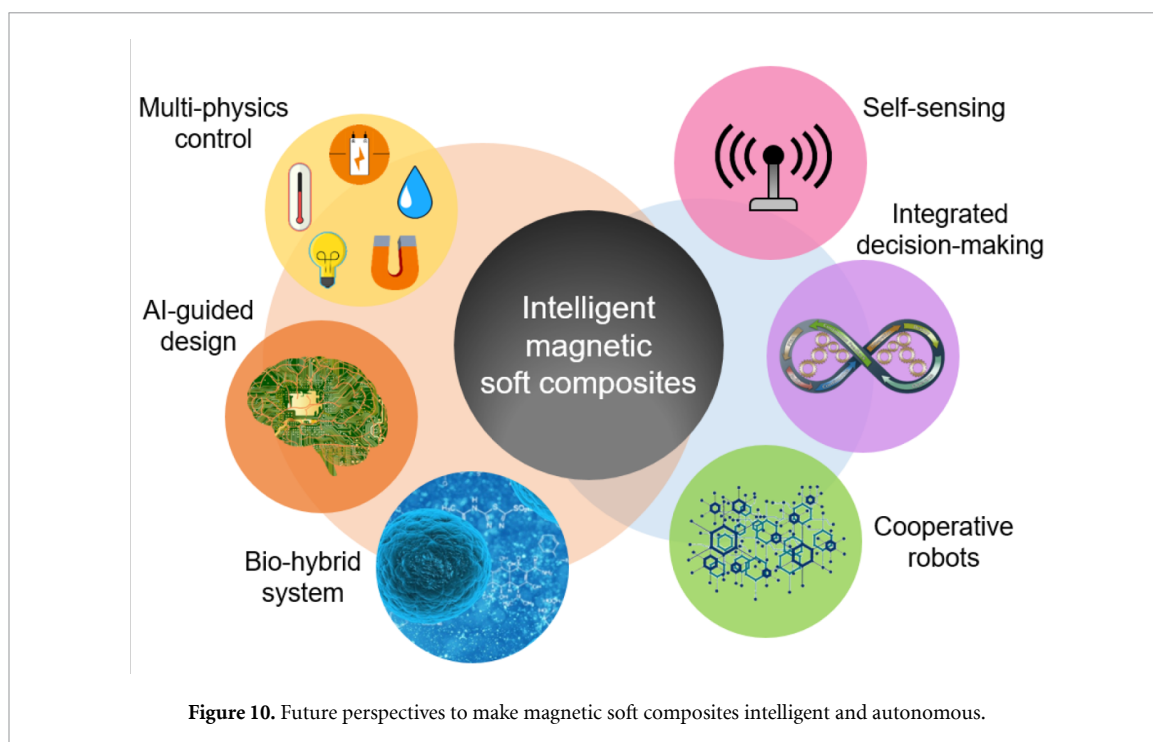 Multi-physics
control
Self-sensing
Integrated
decision-making
AI-guided
design
Intelligent
magnetic
soft composites
Bio-hybrid
system
Cooperative
robots
Figure 10. Future perspectives to make magnetic soft composites intelligent and autonomous.